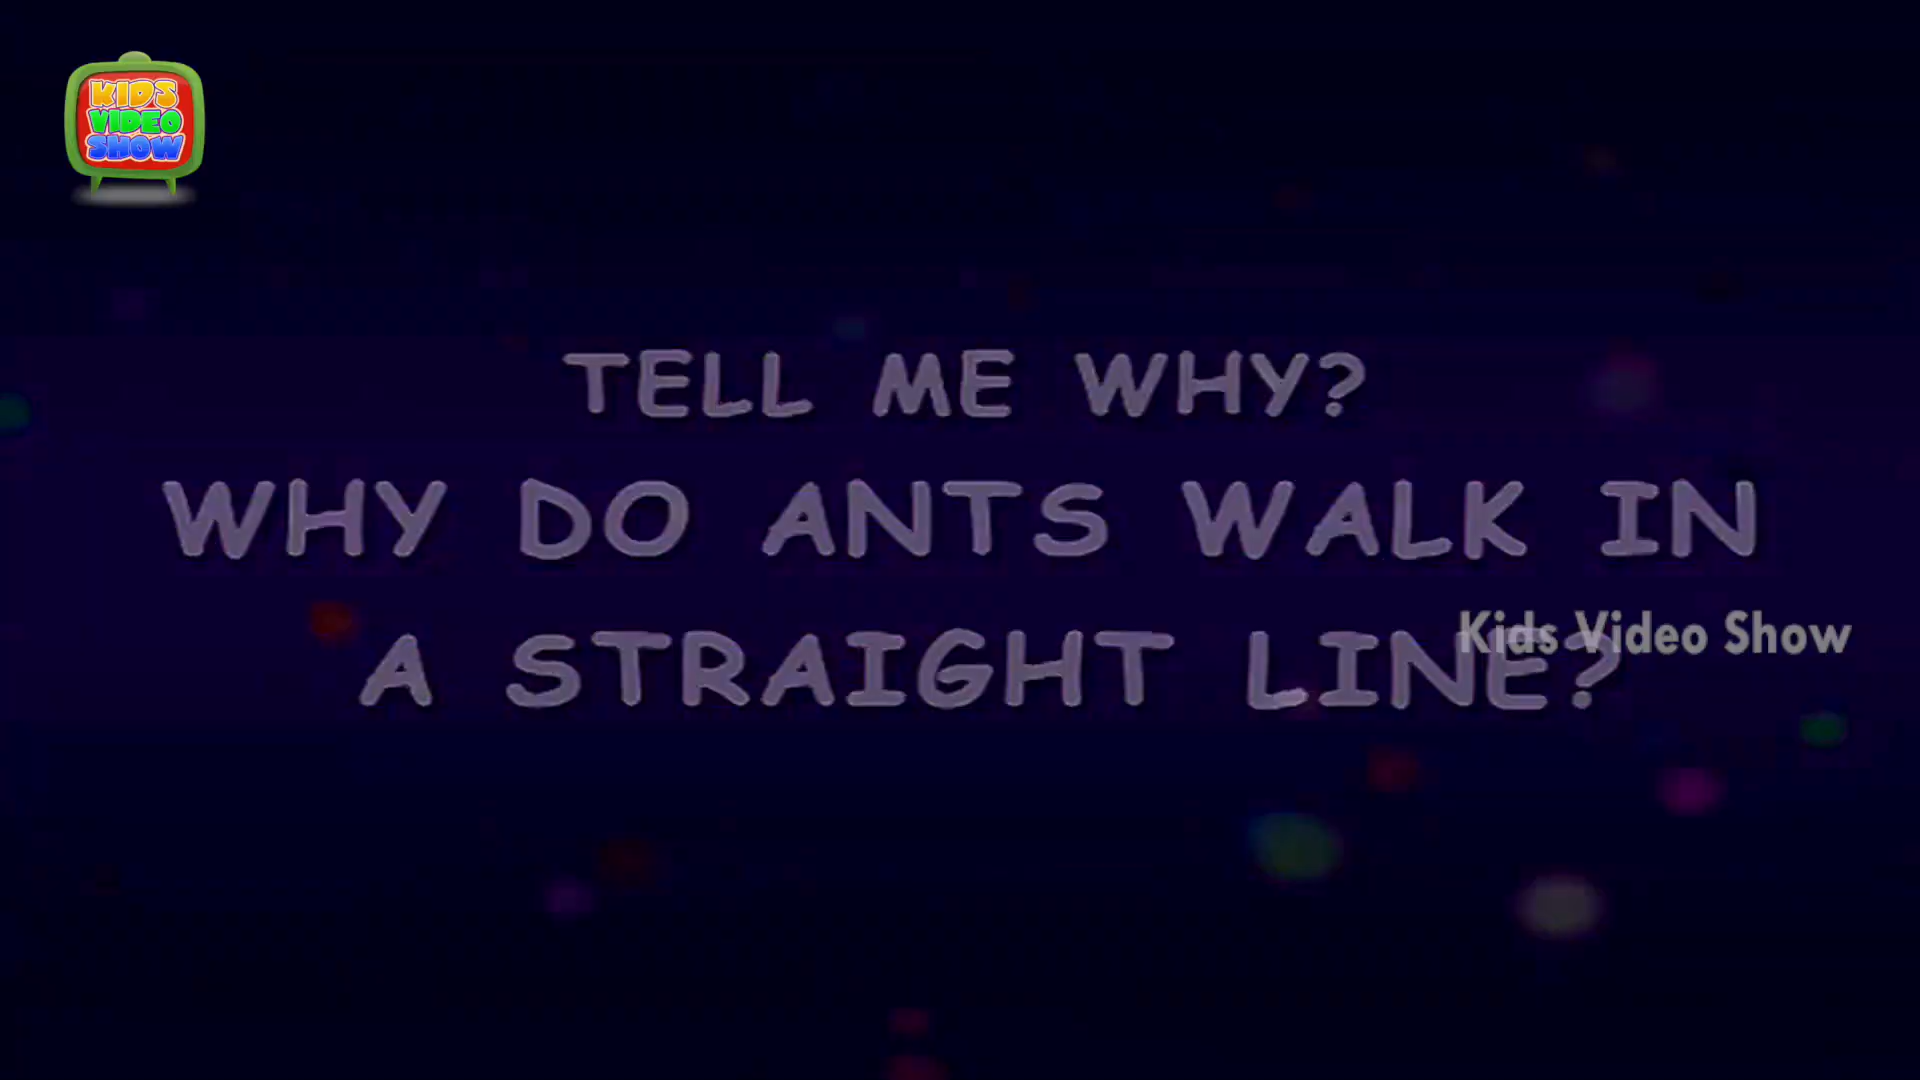 KIDS
VIDEO
SHOW
TELL ME WHY?
WHY DO ANTS WALK IN
A STRAIGHT LINE?
Kids Video Show